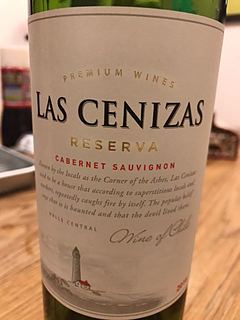 PREMIUM WINES
LAS CENIZAS
RESERVA
CABERNET SAUVIGNON
Known by the locals as the Corner of the Ashes, Las Cenizas
used to be a house that according to superstitious locals and
reportedly caught fire by itself. The popular belief
say that is is haunted and that the devil lived there.
VALLE CENTRAL
Wine of Chile